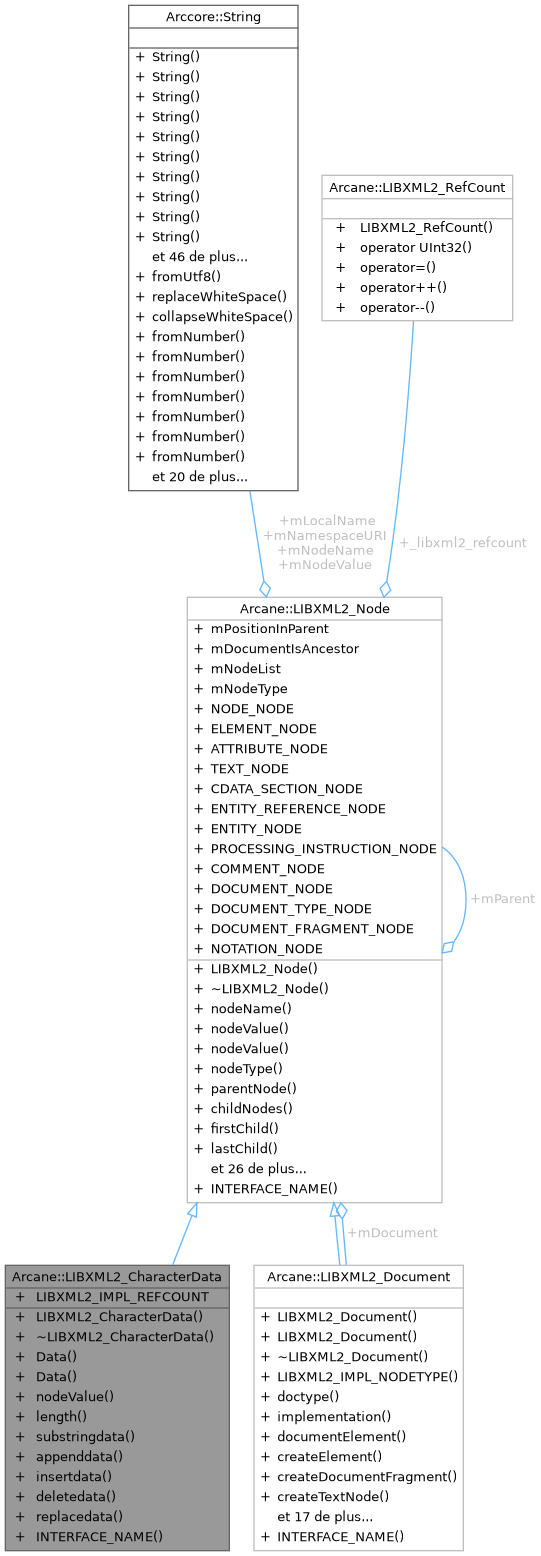 Arccore::String
+ String()
+ String()
+ String()
+ String()
+ String()
+ String()
+ String()
+ String()
+ String()
+ String()
et 46 de plus...
+ fromUtf8()
+ replaceWhiteSpace()
+ collapseWhiteSpace()
+ fromNumber()
+ fromNumber()
+ fromNumber()
+ fromNumber()
+ fromNumber()
+ fromNumber()
+ fromNumber()
et 20 de plus...
Arcane::LIBXML2_RefCount
+ LIBXML2_RefCount()
+ operator UInt32()
+ operator=()
+ operator++()
+ operator--()
+mLocalName
+mNamespaceURI
+mNodeName
+mNodeValue
+_libxml2_refcount
Arcane::LIBXML2_Node
+ mPositionInParent
+ mDocumentIsAncestor
+ mNodeList
+ mNodeType
+ NODE_NODE
+ ELEMENT_NODE
+ ATTRIBUTE_NODE
+ TEXT_NODE
+ CDATA_SECTION_NODE
+ ENTITY_REFERENCE_NODE
+ ENTITY_NODE
+ PROCESSING_INSTRUCTION_NODE
+ COMMENT_NODE
+ DOCUMENT_NODE
+ DOCUMENT_TYPE_NODE
+ DOCUMENT_FRAGMENT_NODE
+ NOTATION_NODE
+ LIBXML2_Node()
+ ~LIBXML2_Node()
+ nodeName()
+ nodeValue()
+ nodeValue()
+ nodeType()
+ parentNode()
+ childNodes()
+ firstChild()
+ lastChild()
et 26 de plus...
+ INTERFACE_NAME()
+mParent
+mDocument
Arcane::LIBXML2_CharacterData
+ LIBXML2_IMPL_REFCOUNT
+ LIBXML2_CharacterData()
+ ~LIBXML2_CharacterData()
+ Data()
+ Data()
+ nodeValue()
+ length()
+ substringdata()
+ appenddata()
+ insertdata()
+ deletedata()
+ replacedata()
+ INTERFACE_NAME()
Arcane::LIBXML2_Document
+ LIBXML2_Document()
+ LIBXML2_Document()
+ ~LIBXML2_Document()
+ LIBXML2_IMPL_NODETYPE()
+ doctype()
+ implementation()
+ documentElement()
+ createElement()
+ createDocumentFragment()
+ createTextNode()
et 17 de plus...
+ INTERFACE_NAME()